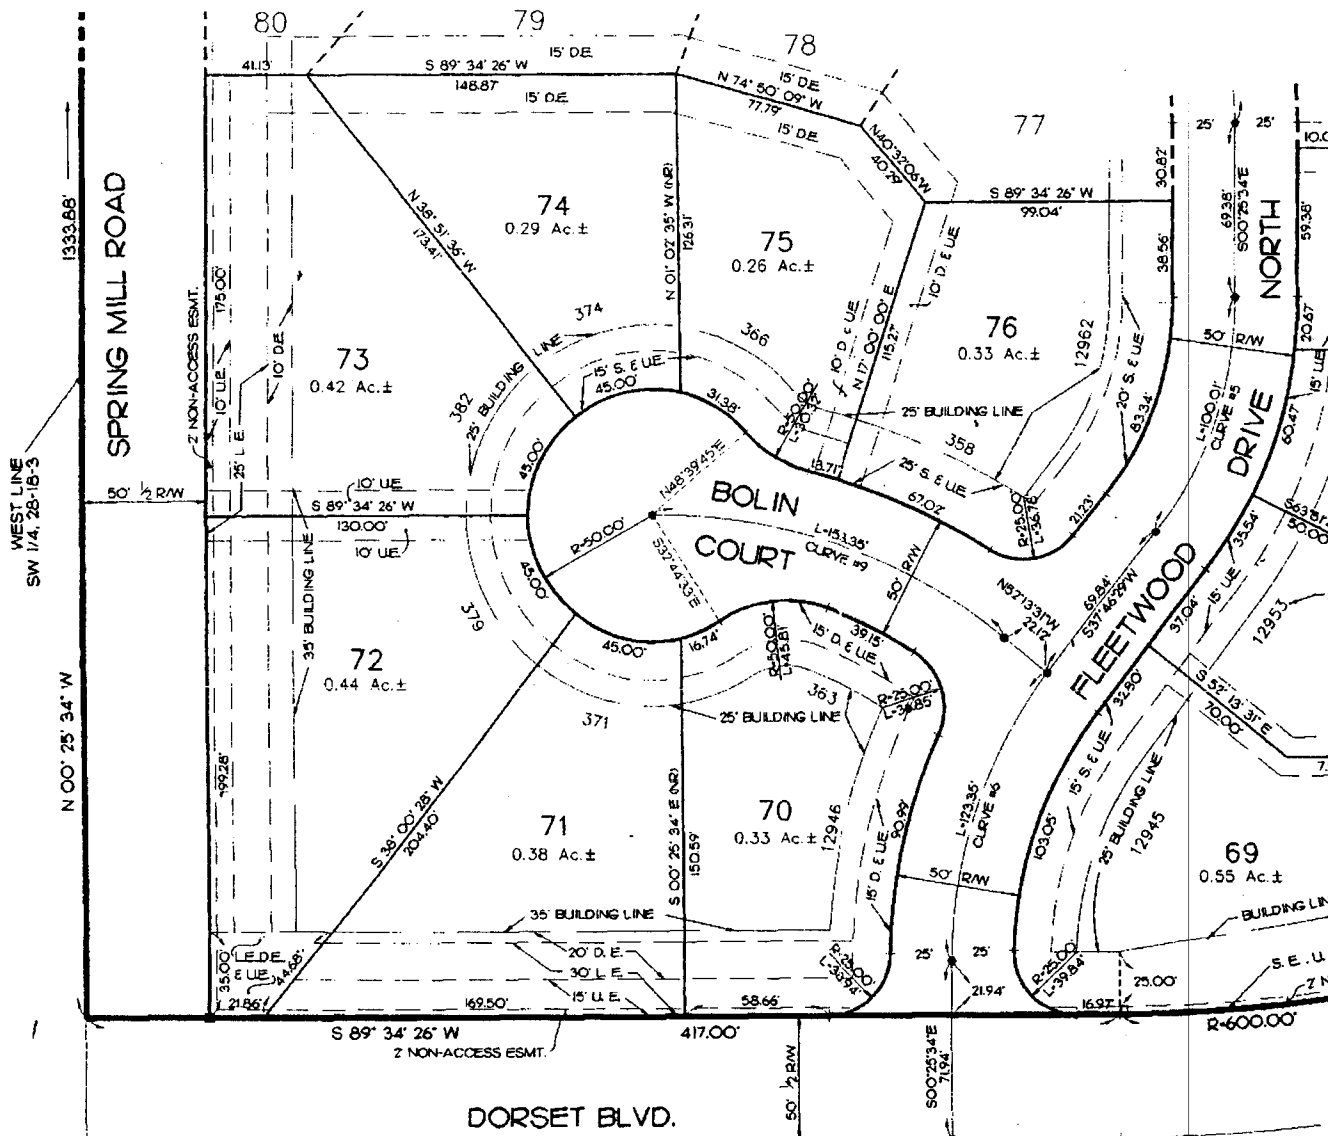 80
79
78
77
15' D.E.
15' D.E.
41.13'
S 89° 34' 26" W
148.87'
15' D.E.
N 74° 50' 09" W
77.79'
15' D.E.
N40°32'06"W
40.29'
S 89° 34' 26" W
99.04'
30.82'
38.56'
25'
25'
69.38'
S00°25'34"E
59.38'
20.67'
NORTH
DRIVE
1333.88'
SPRING MILL ROAD
2' NON-ACCESS ESMT.
10' U.E.
175.00'
25' L.E.
10' D.E.
N 38° 51' 36" W
173.41'
74
0.29 Ac.±
N 01° 02' 35" W (NR)
126.31'
75
0.26 Ac.±
10' D & U.E.
N 17° 00' 00" E
115.27'
10' D. & U.E.
76
0.33 Ac.±
12962
20' S. & U.E.
83.34'
50' R/W
L=100.01'
CURVE #5
60.47'
15' U.E.
73
0.42 Ac.±
374
366
382
25' BUILDING LINE
15' S. & U.E.
45.00'
31.38'
R=50.00'
L=30.32'
25' BUILDING LINE
358
13.71'
25' S. & U.E.
67.02'
R=25.00'
L=36.76'
21.23'
WEST LINE
SW 1/4, 28-18-3
50' 1/2 R/W
10' U.E.
S 89° 34' 26" W
130.00'
10' U.E.
45.00'
N48°39'45"E
R=50.00'
S32°44'33"E
BOLIN
COURT
L=153.35'
CURVE #9
50' R/W
N52°13'31"W
22.12'
69.84'
S37°46'29"W
FLEETWOOD
35.54'
50.00'
15' U.E.
37.04'
12953
S 52° 13' 31" E
70.00'
35' BUILDING LINE
45.00'
379
72
0.44 Ac.±
45.00'
371
16.74'
R=50.00'
L=45.81'
15' D. & U.E.
39.15'
363
25' BUILDING LINE
R=25.00'
32.80'
15' S. & U.E.
25' BUILDING LINE
12945
103.05'
L=123.35'
CURVE #6
N 00° 25' 34" W
199.28'
S 38° 00' 28" W
204.40'
71
0.38 Ac.±
S 00° 25' 34" E (NR)
150.59'
70
0.33 Ac.±
12946
90.99'
15' D. & U.E.
50' R/W
69
0.55 Ac.±
BUILDING LIN
35' BUILDING LINE
20' D. E.
30' L. E.
15' U. E.
L.E.D.E.
& U.E.
35.00'
44.68'
21.86'
169.50'
58.66'
R=25.00'
25'
25'
21.94'
R=25.00'
L=39.84'
16.97'
25.00'
S. E. U.
2' N
R=600.00'
S 89° 34' 26" W
417.00'
2' NON-ACCESS ESMT.
50' 1/2 R/W
S00°25'34"E
71.94'
DORSET BLVD.